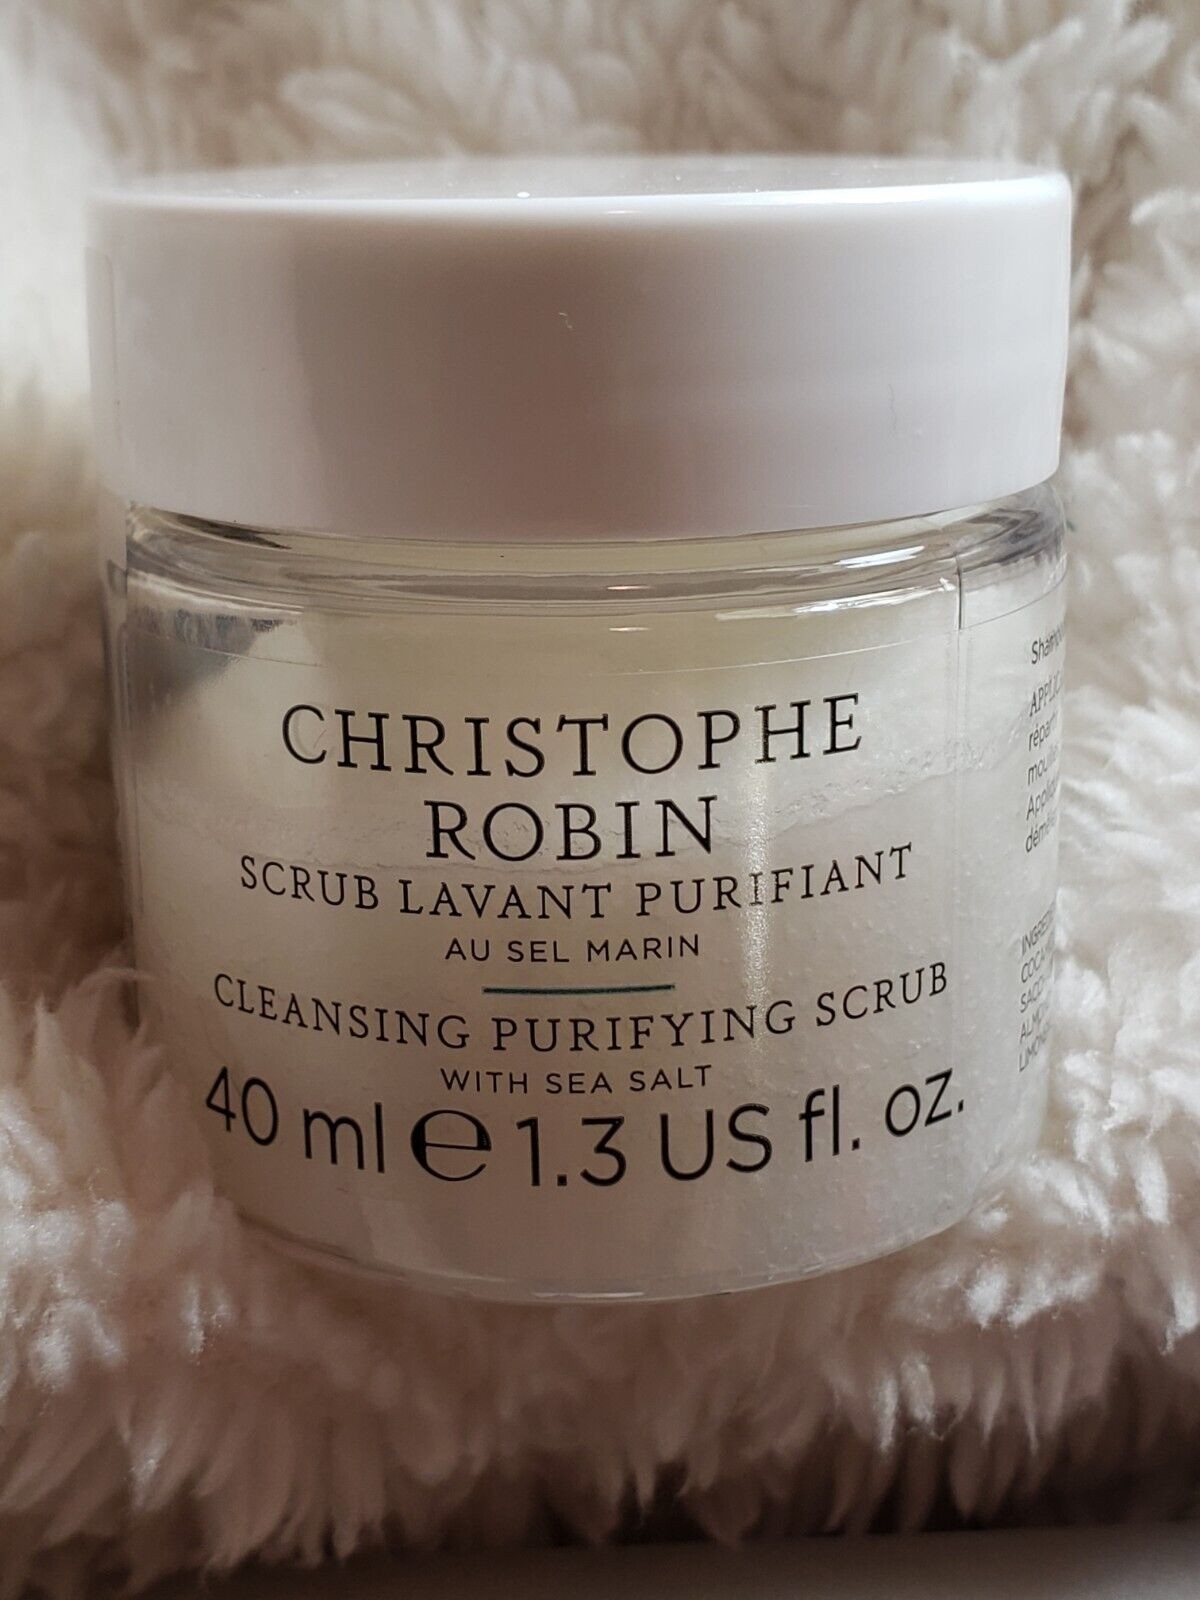 CHRISTOPHE
ROBIN
SCRUB LAVANT PURIFIANT
AU SEL MARIN
CLEANSING PURIFYING SCRUB
WITH SEA SALT
40 ml ℮ 1.3 US fl. oz.